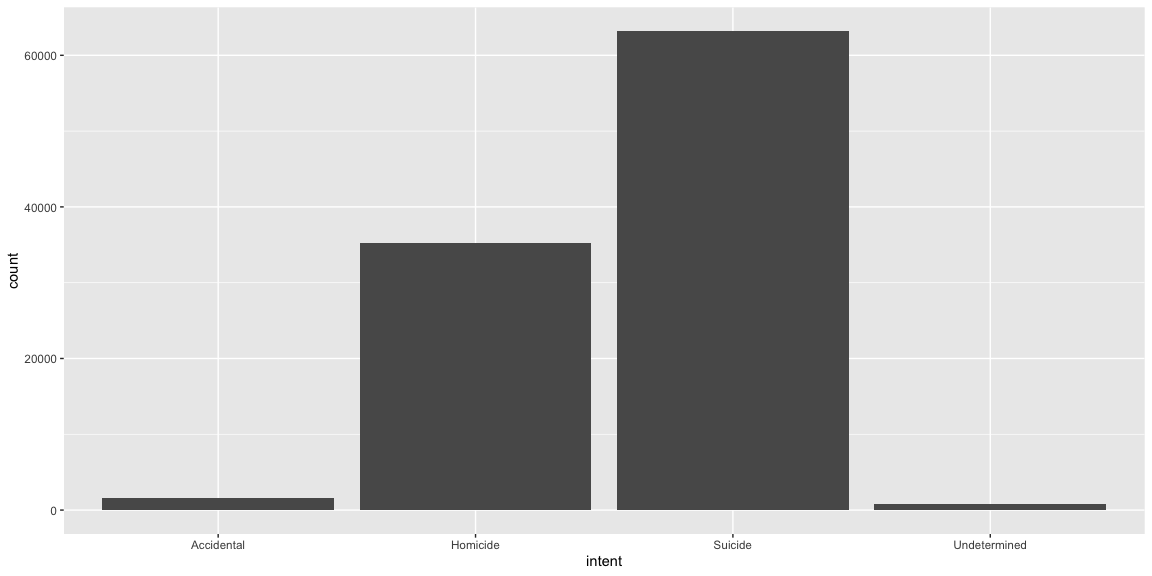 60000
40000
20000
0
count
Accidental
Homicide
Suicide
Undetermined
intent